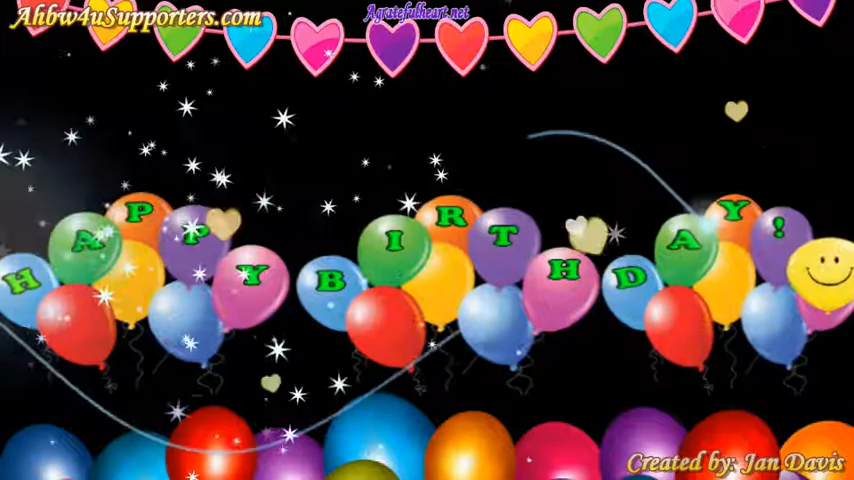 Ahbw4uSupporters.com
Agratefulheart.net
HAPPY BIRTHDAY!
Created by: Jan Davis